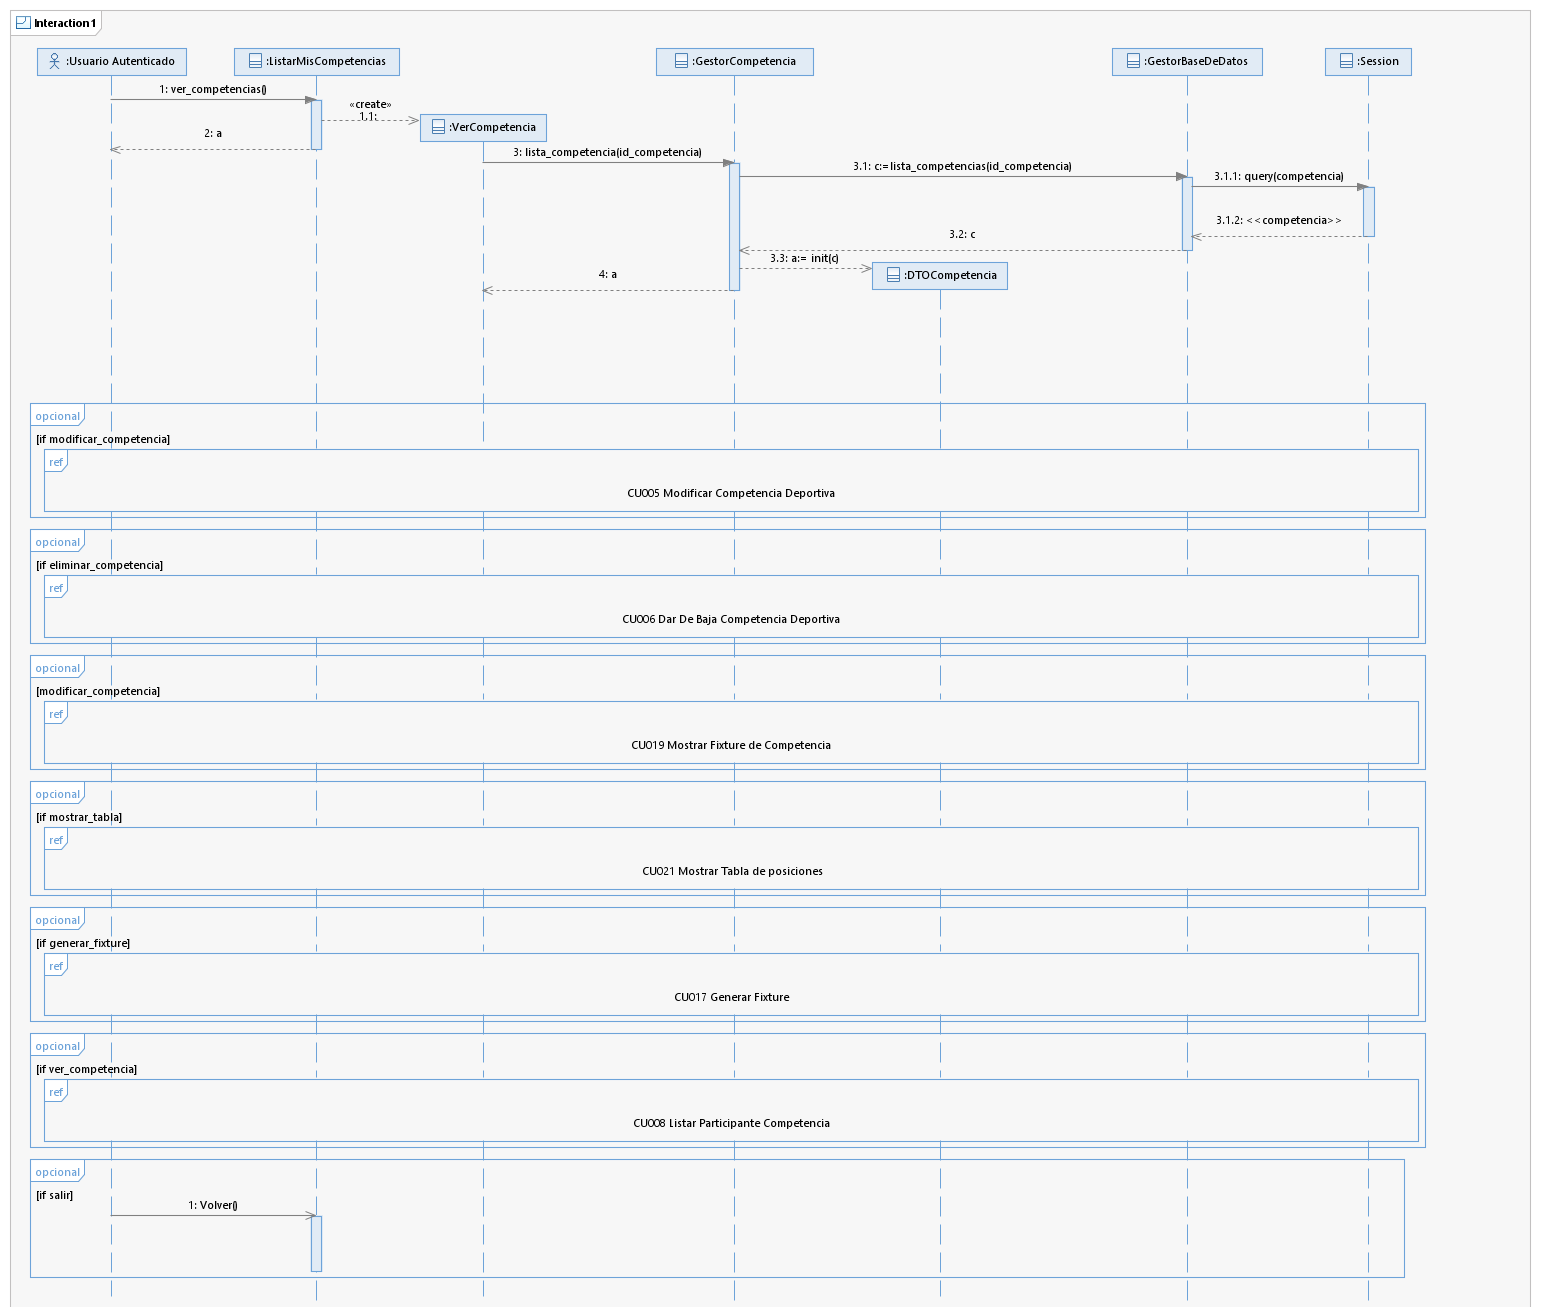 Interaction1
:Usuario Autenticado
:ListarMisCompetencias
:GestorCompetencia
:GestorBaseDeDatos
:Session
1: ver_competencias()
«create»
1.1:
:VerCompetencia
2: a
3: lista_competencia(id_competencia)
3.1: c:=lista_competencias(id_competencia)
3.1.1: query(competencia)
3.1.2: <<competencia>>
3.2: c
3.3: a:= init(c)
:DTOCompetencia
4: a
opcional
[if modificar_competencia]
ref
CU005 Modificar Competencia Deportiva
opcional
[if eliminar_competencia]
ref
CU006 Dar De Baja Competencia Deportiva
opcional
[modificar_competencia]
ref
CU019 Mostrar Fixture de Competencia
opcional
[if mostrar_tabla]
ref
CU021 Mostrar Tabla de posiciones
opcional
[if generar_fixture]
ref
CU017 Generar Fixture
opcional
[if ver_competencia]
ref
CU008 Listar Participante Competencia
opcional
[if salir]
1: Volver()